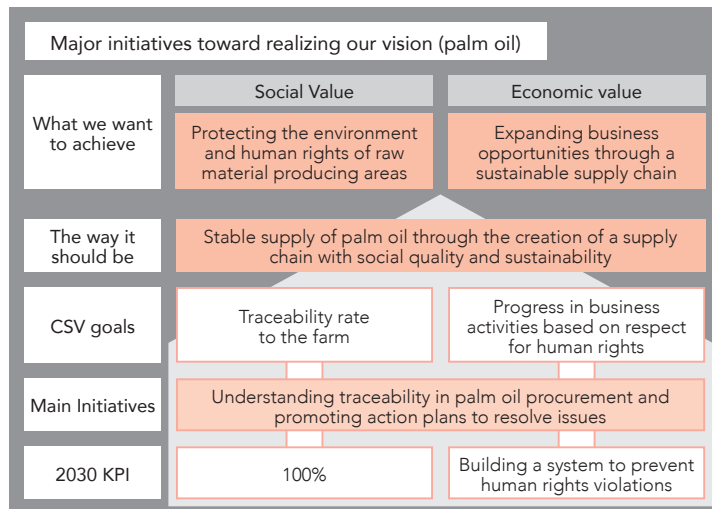 Major initiatives toward realizing our vision (palm oil)
What we want
to achieve
Social Value
Economic value
Protecting the environment
and human rights of raw
material producing areas
Expanding business
opportunities through a
sustainable supply chain
The way it
should be
Stable supply of palm oil through the creation of a supply
chain with social quality and sustainability
CSV goals
Traceability rate
to the farm
Progress in business
activities based on respect
for human rights
Main Initiatives
Understanding traceability in palm oil procurement and
promoting action plans to resolve issues
2030 KPI
100%
Building a system to prevent
human rights violations